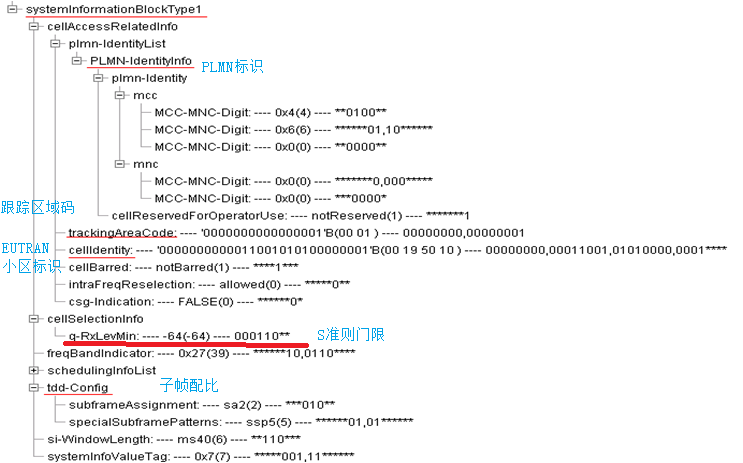 systemInformationBlockType1
cellAccessRelatedInfo
plmn-IdentityList
PLMN-IdentityInfo
PLMN标识
plmn-Identity
mcc
MCC-MNC-Digit: ---- 0x4(4) ---- **0100**
MCC-MNC-Digit: ---- 0x6(6) ---- ******01,10******
MCC-MNC-Digit: ---- 0x0(0) ---- **0000**
mnc
MCC-MNC-Digit: ---- 0x0(0) ---- *******0,000*****
MCC-MNC-Digit: ---- 0x0(0) ---- ***0000*
跟踪区域码
cellReservedForOperatorUse: ---- notReserved(1) ---- *******1
trackingAreaCode: ---- '0000000000000001'B(00 01 ) ---- 00000000,00000001
EUTRAN
cellIdentity: ---- '0000000000011001010100000001'B(00 19 50 10 ) ---- 00000000,00011001,01010000,0001****
小区标识
cellBarred: ---- notBarred(1) ---- ****1***
intraFreqReselection: ---- allowed(0) ---- *****0**
csg-Indication: ---- FALSE(0) ---- ******0*
cellSelectionInfo
q-RxLevMin: ---- -64(-64) ---- 000110**
S准则门限
freqBandIndicator: ---- 0x27(39) ---- ******10,0110****
schedulingInfoList
tdd-Config
子帧配比
subframeAssignment: ---- sa2(2) ---- ***010**
specialSubframePatterns: ---- ssp5(5) ---- ******01,01******
si-WindowLength: ---- ms40(6) ---- **110***
systemInfoValueTag: ---- 0x7(7) ---- *****001,11******